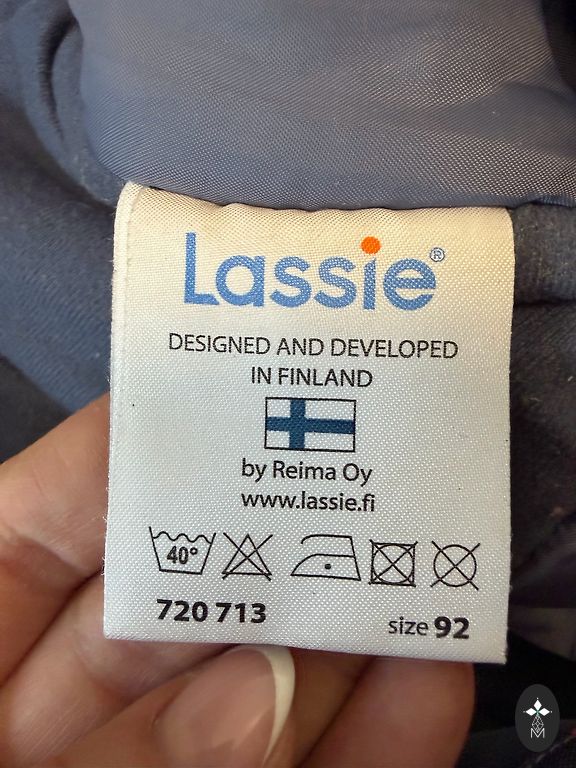 Lassie®
DESIGNED AND DEVELOPED
IN FINLAND
by Reima Oy
www.lassie.fi
40°
720 713
size 92
M